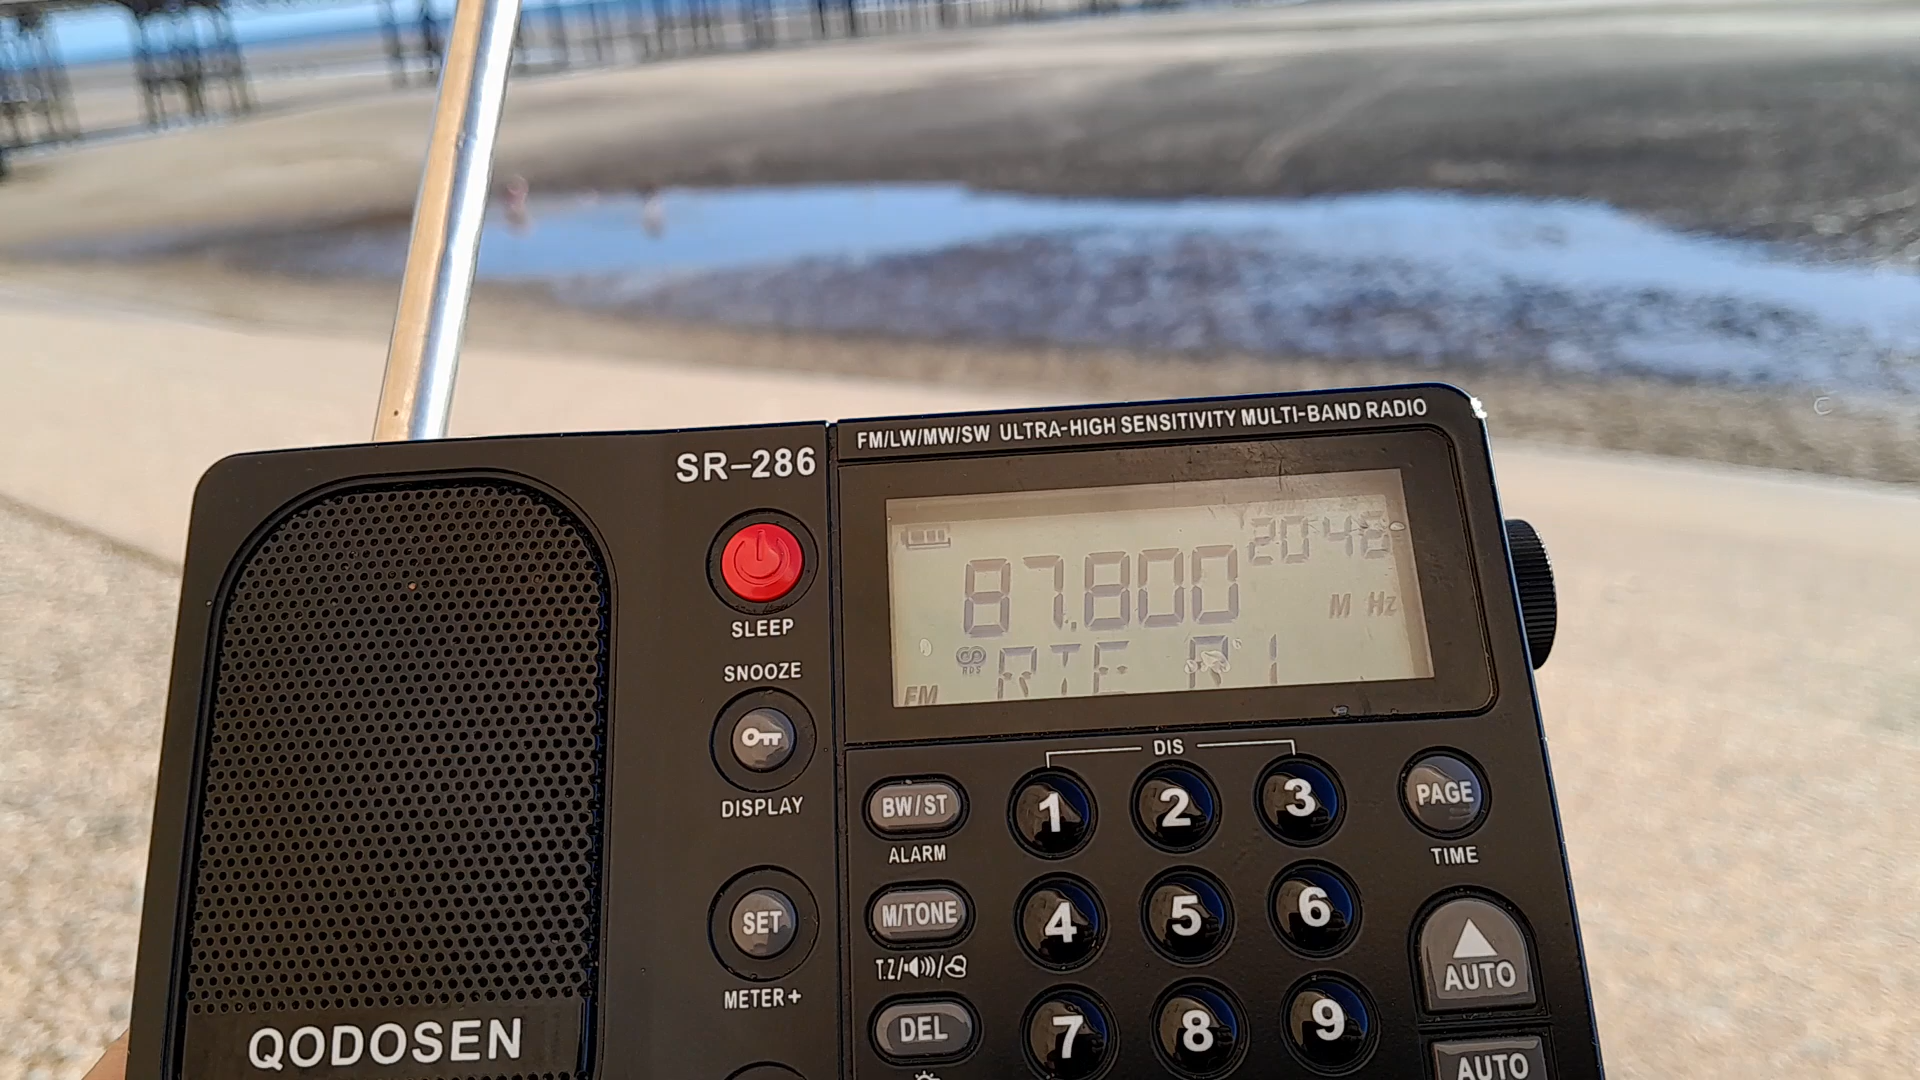 FM/LW/MW/SW ULTRA-HIGH SENSITIVITY MULTI-BAND RADIO
SR-286
87.800
M Hz
FM RDS RTE R1
SLEEP
SNOOZE
DISPLAY
SET
METER+
DIS
BW/ST 1 2 3 PAGE
ALARM
TIME
M/TONE 4 5 6
T.Z/
AUTO
DEL 7 8 9
AUTO
QODOSEN